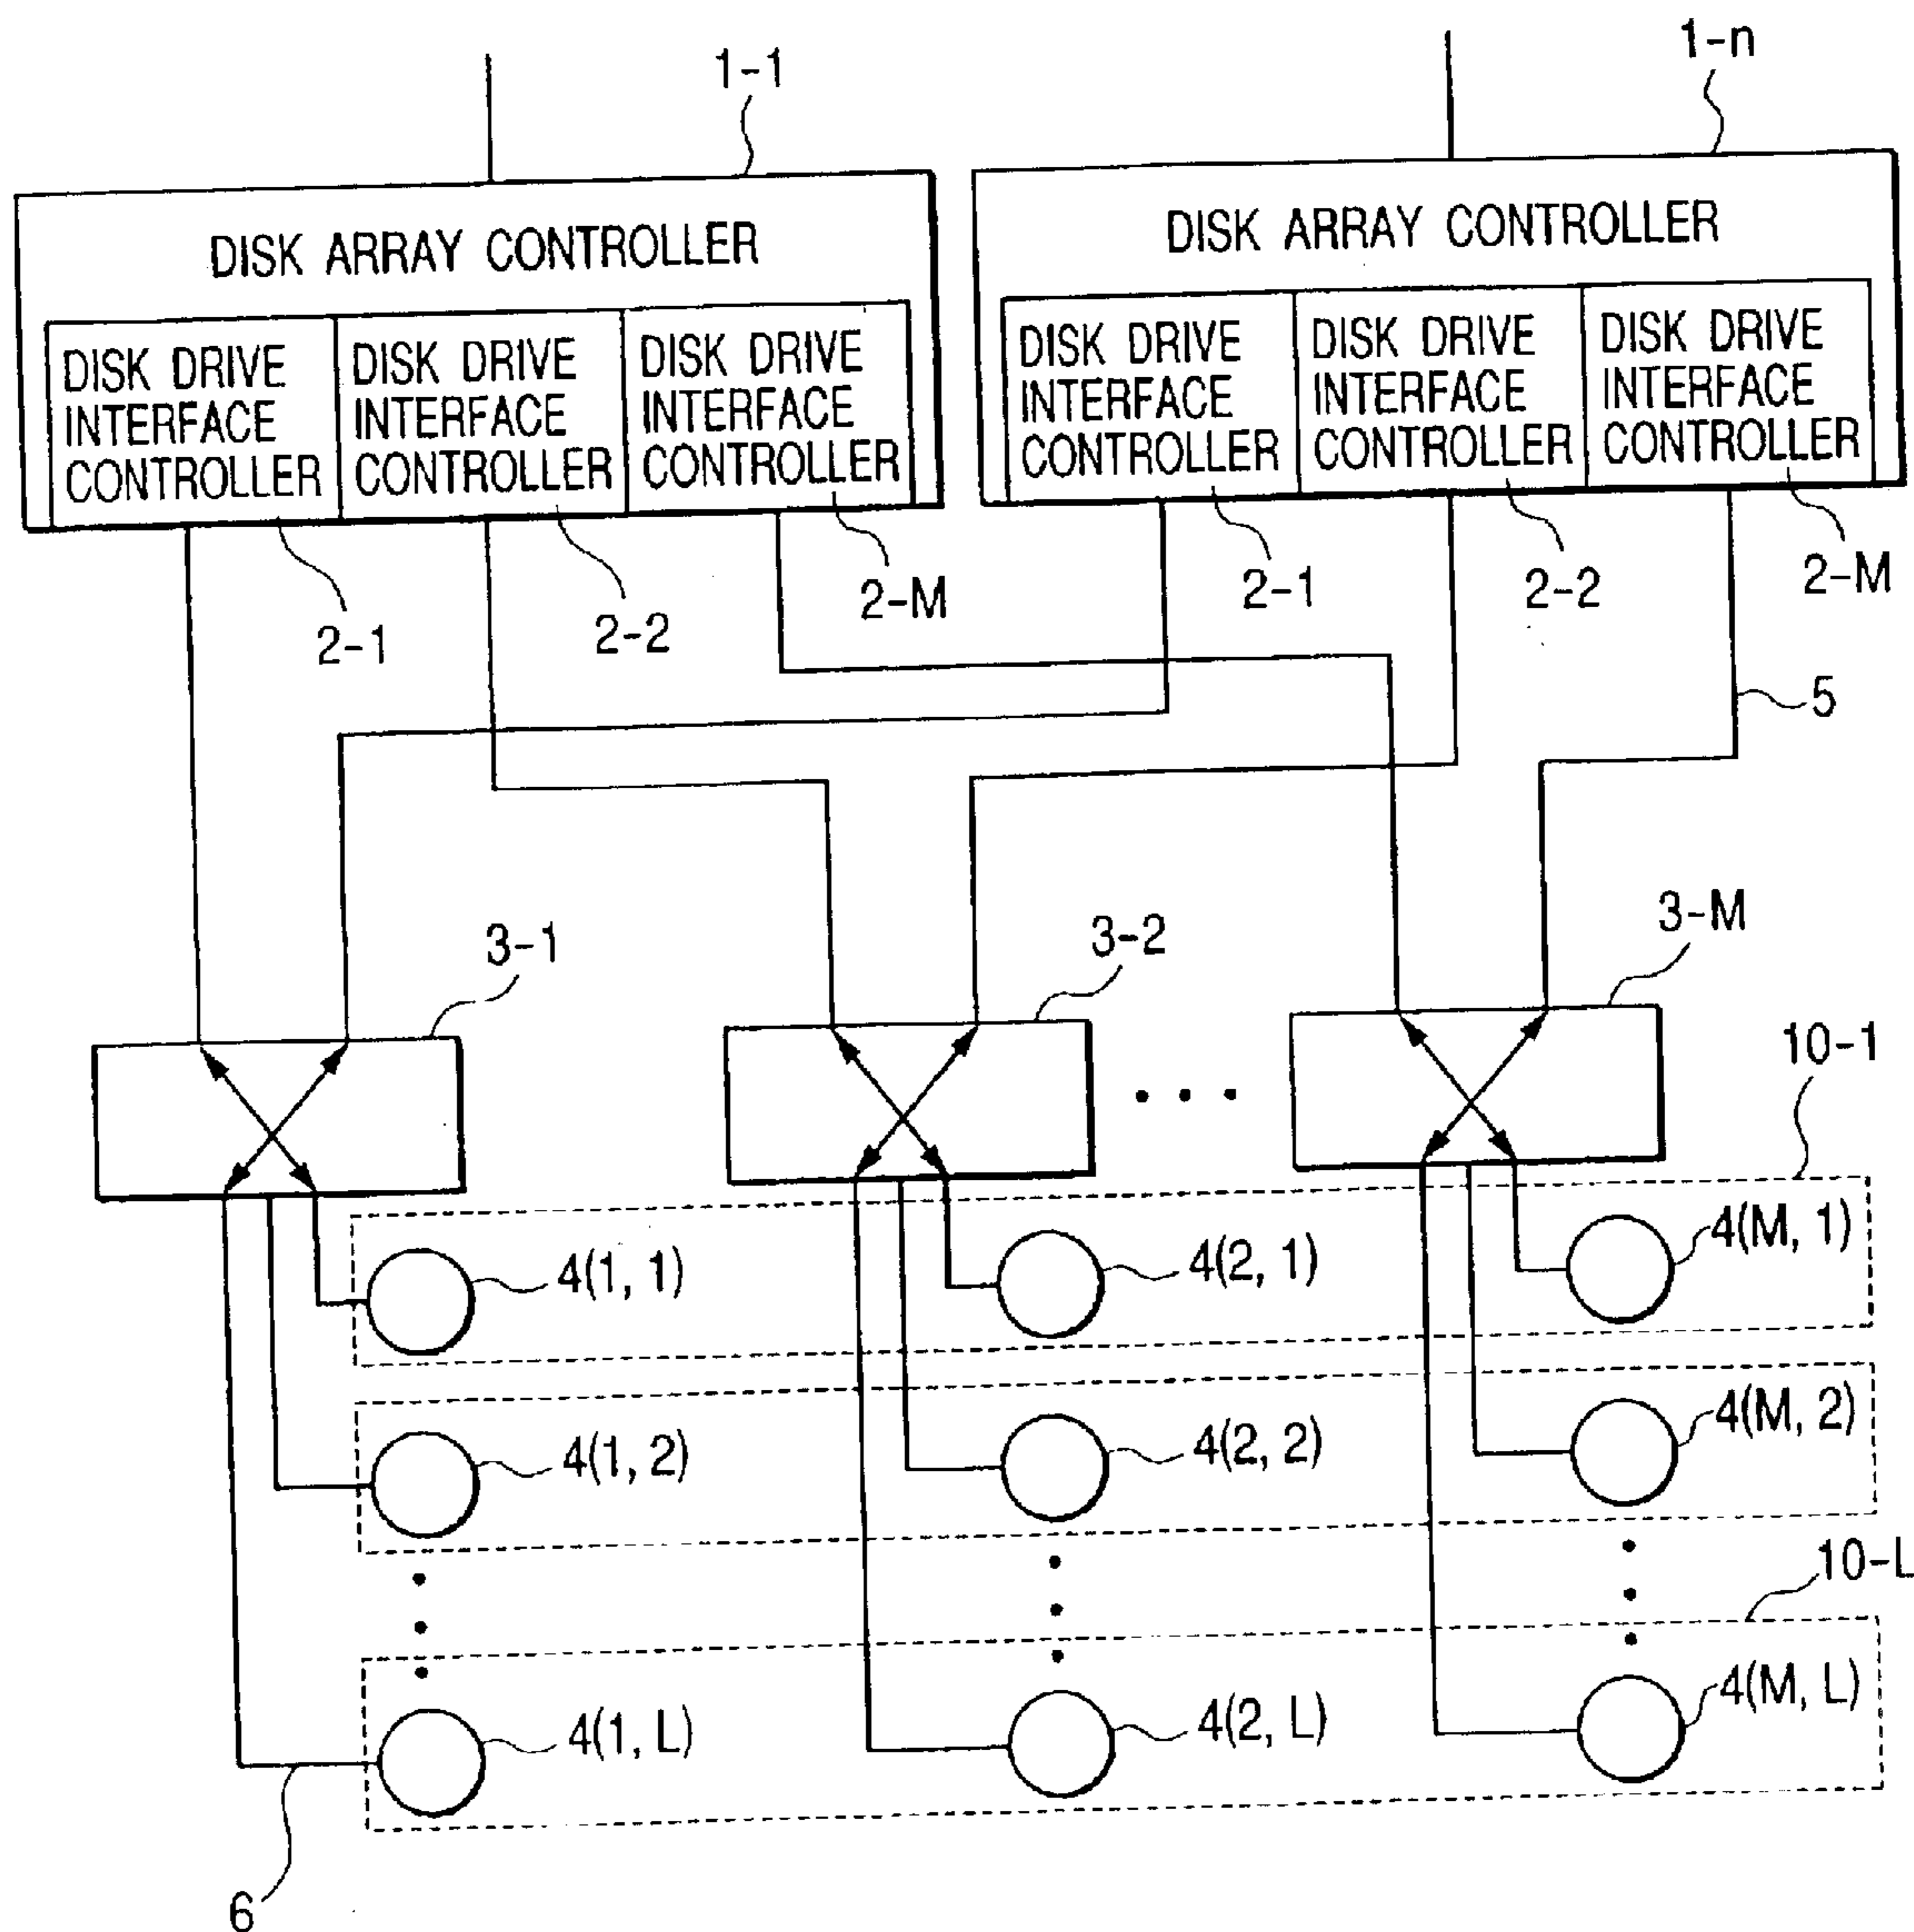 1-1
1-n
DISK ARRAY CONTROLLER
DISK ARRAY CONTROLLER
DISK DRIVE
INTERFACE
CONTROLLER
DISK DRIVE
INTERFACE
CONTROLLER
DISK DRIVE
INTERFACE
CONTROLLER
DISK DRIVE
INTERFACE
CONTROLLER
DISK DRIVE
INTERFACE
CONTROLLER
DISK DRIVE
INTERFACE
CONTROLLER
2-1
2-2
2-M
2-1
2-2
2-M
5
3-1
3-2
3-M
10-1
4(1, 1)
4(2, 1)
4(M, 1)
4(1, 2)
4(2, 2)
4(M, 2)
10-L
4(1, L)
4(2, L)
4(M, L)
6